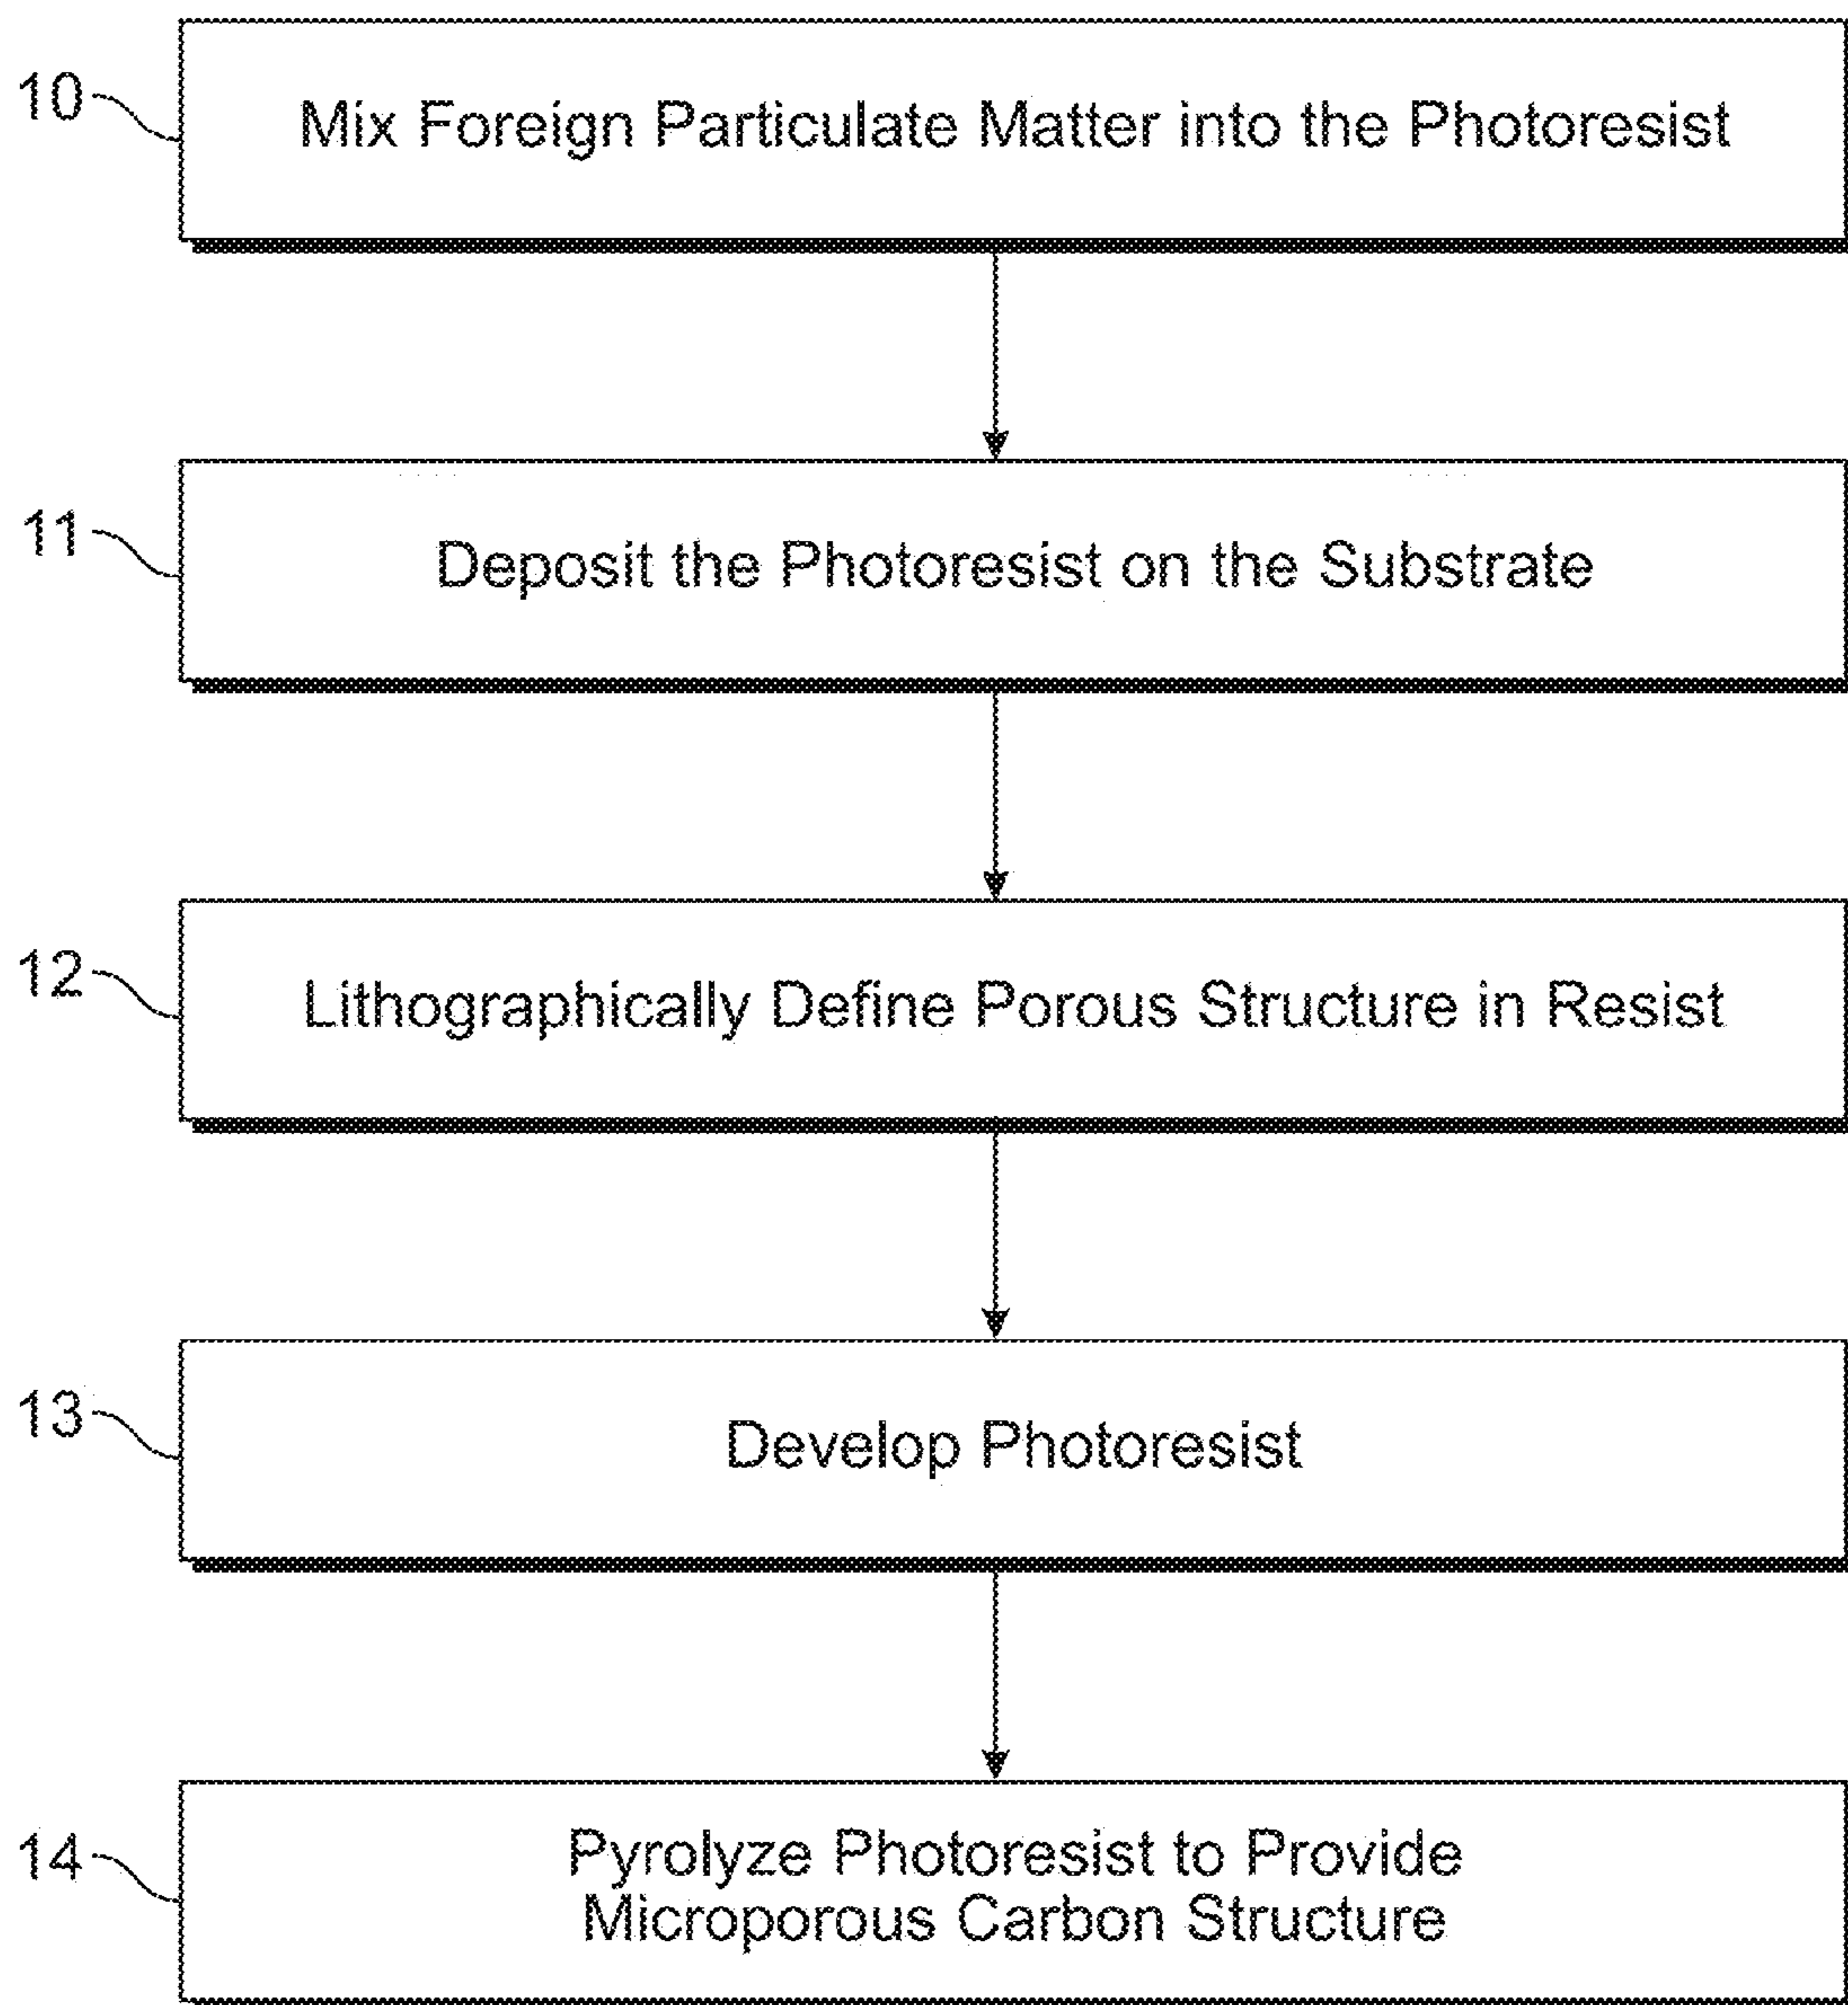 10
Mix Foreign Particulate Matter into the Photoresist
11
Deposit the Photoresist on the Substrate
12
Lithographically Define Porous Structure in Resist
13
Develop Photoresist
14
Pyrolyze Photoresist to Provide
Microporous Carbon Structure